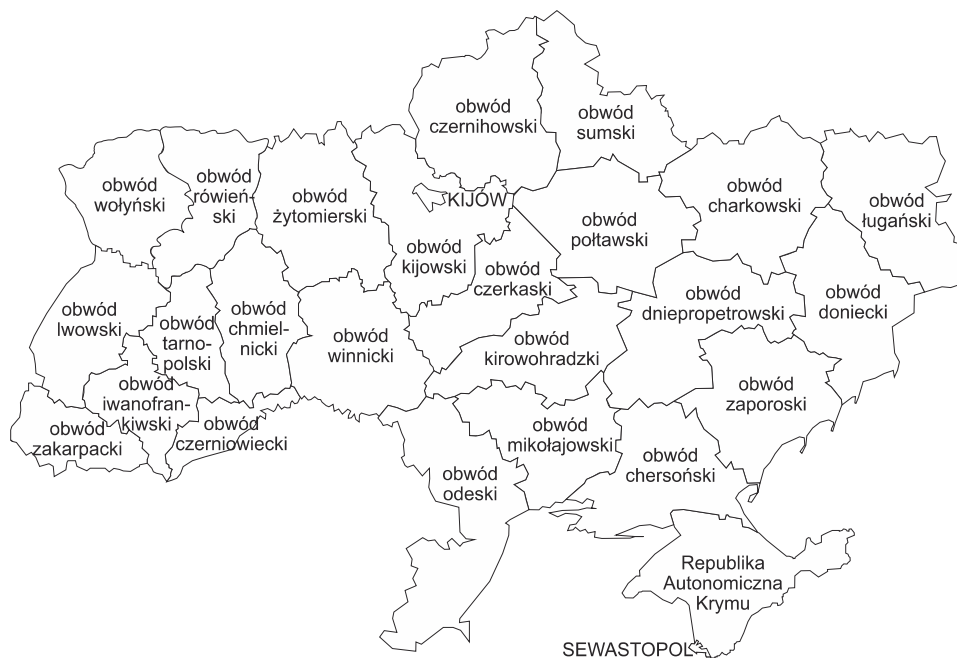 obwód
czernihowski
obwód
sumski
obwód
wołyński
obwód
rówień-
ski
obwód
żytomierski
KIJÓW
obwód
kijowski
obwód
połtawski
obwód
charkowski
obwód
ługański
obwód
czerkaski
obwód
lwowski
obwód
tarno-
polski
obwód
chmiel-
nicki
obwód
winnicki
obwód
kirowohradzki
obwód
dniepropetrowski
obwód
doniecki
obwód
iwanofran-
kiwski
obwód
zakarpacki
obwód
czerniowiecki
obwód
zaporoski
obwód
mikołajowski
obwód
chersoński
obwód
odeski
Republika
Autonomiczna
Krymu
SEWASTOPOL